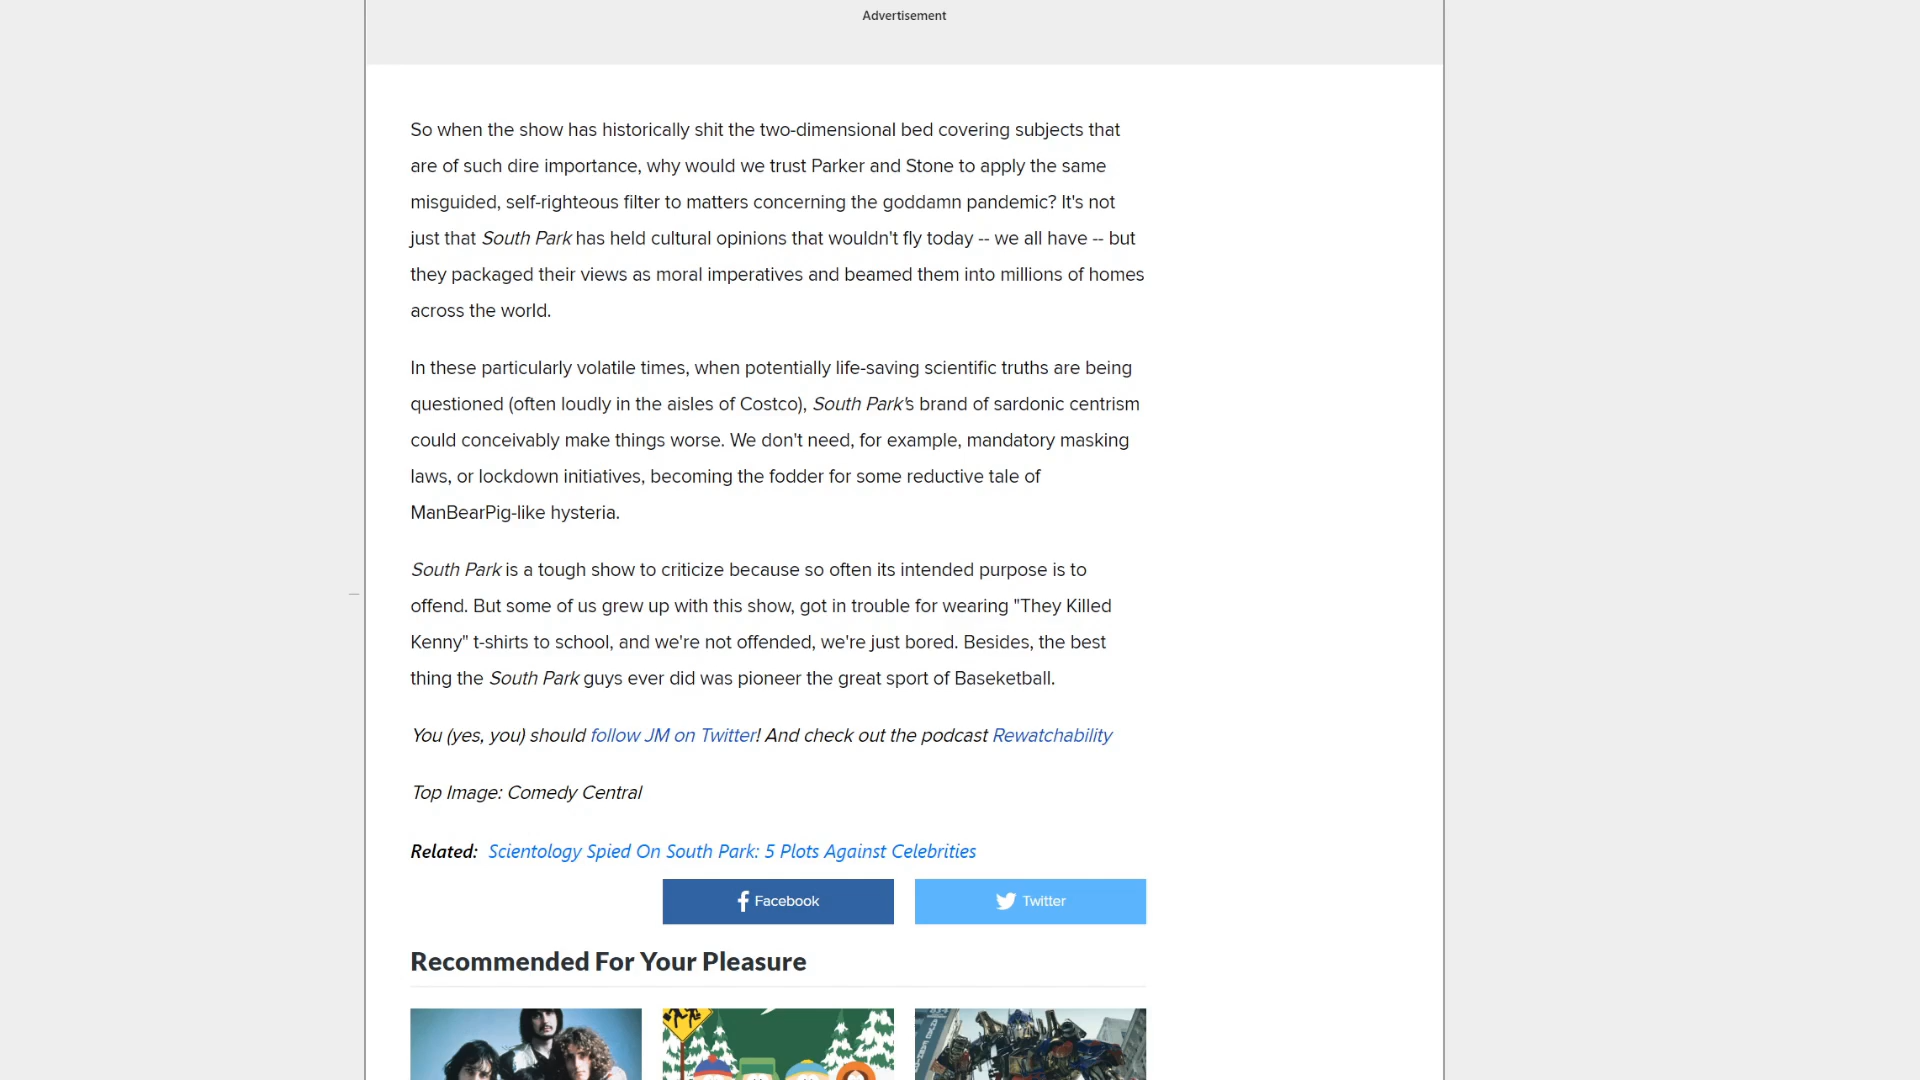 Advertisement
So when the show has historically shit the two-dimensional bed covering subjects that
are of such dire importance, why would we trust Parker and Stone to apply the same
misguided, self-righteous filter to matters concerning the goddamn pandemic? It's not
just that South Park has held cultural opinions that wouldn't fly today -- we all have -- but
they packaged their views as moral imperatives and beamed them into millions of homes
across the world.
In these particularly volatile times, when potentially life-saving scientific truths are being
questioned (often loudly in the aisles of Costco), South Park's brand of sardonic centrism
could conceivably make things worse. We don't need, for example, mandatory masking
laws, or lockdown initiatives, becoming the fodder for some reductive tale of
ManBearPig-like hysteria.
South Park is a tough show to criticize because so often its intended purpose is to
offend. But some of us grew up with this show, got in trouble for wearing "They Killed
Kenny" t-shirts to school, and we're not offended, we're just bored. Besides, the best
thing the South Park guys ever did was pioneer the great sport of Baseketball.
You (yes, you) should follow JM on Twitter! And check out the podcast Rewatchability
Top Image: Comedy Central
Related: Scientology Spied On South Park: 5 Plots Against Celebrities
Facebook
Twitter
Recommended For Your Pleasure